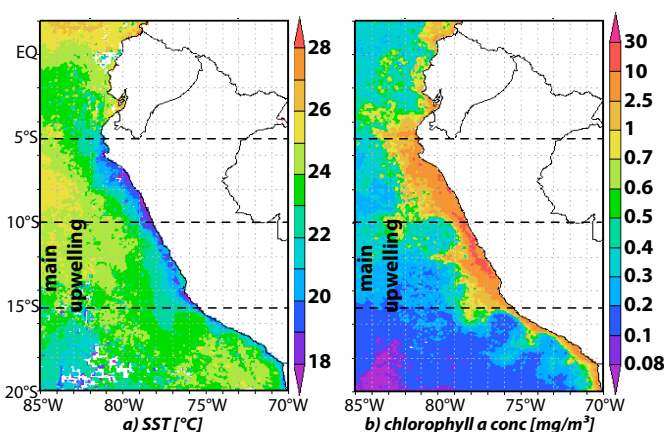 EQ
5°S
10°S
15°S
20°S
85°W
80°W
75°W
70°W
main
upwelling
28
26
24
22
20
18
a) SST [°C]
85°W
80°W
75°W
70°W
main
upwelling
30
10
2.5
1
0.7
0.6
0.5
0.4
0.3
0.2
0.1
0.08
b) chlorophyll a conc [mg/m³]